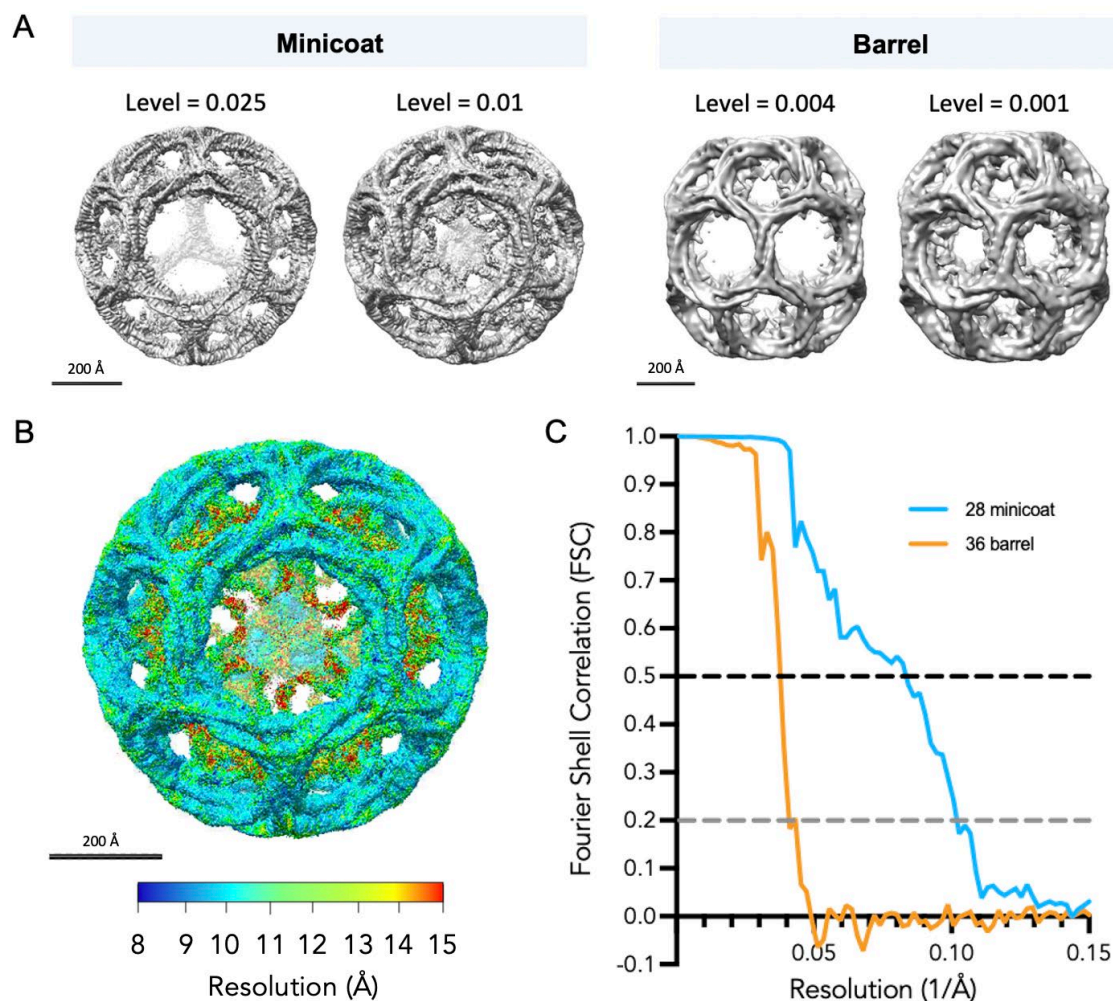 A
Minicoat
Barrel
Level = 0.025
Level = 0.01
Level = 0.004
Level = 0.001
200 Å
200 Å
B
200 Å
8 9 10 11 12 13 14 15
Resolution (Å)
C
Fourier Shell Correlation (FSC)
1.0
0.9
0.8
0.7
0.6
0.5
0.4
0.3
0.2
0.1
0.0
-0.1
28 minicoat
36 barrel
0.05 0.10 0.15
Resolution (1/Å)